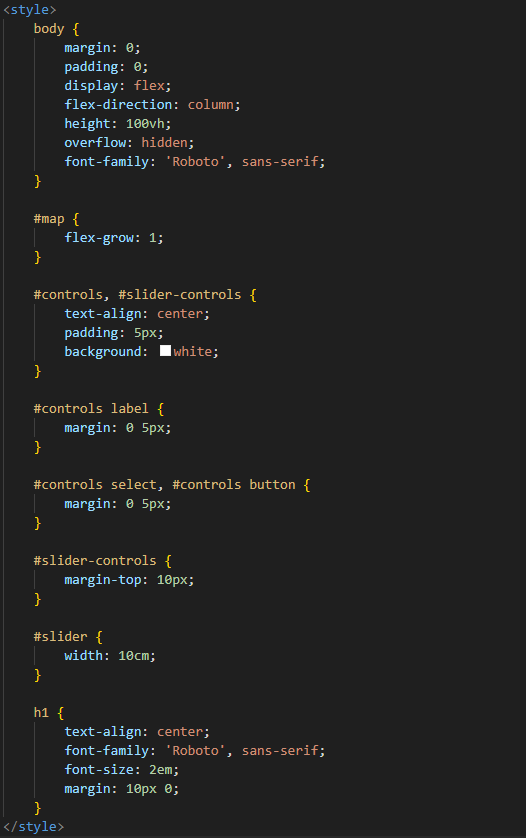 <style>
body {
margin: 0;
padding: 0;
display: flex;
flex-direction: column;
height: 100vh;
overflow: hidden;
font-family: 'Roboto', sans-serif;
}
#map {
flex-grow: 1;
}
#controls, #slider-controls {
text-align: center;
padding: 5px;
background: white;
}
#controls label {
margin: 0 5px;
}
#controls select, #controls button {
margin: 0 5px;
}
#slider-controls {
margin-top: 10px;
}
#slider {
width: 10cm;
}
h1 {
text-align: center;
font-family: 'Roboto', sans-serif;
font-size: 2em;
margin: 10px 0;
}
</style>